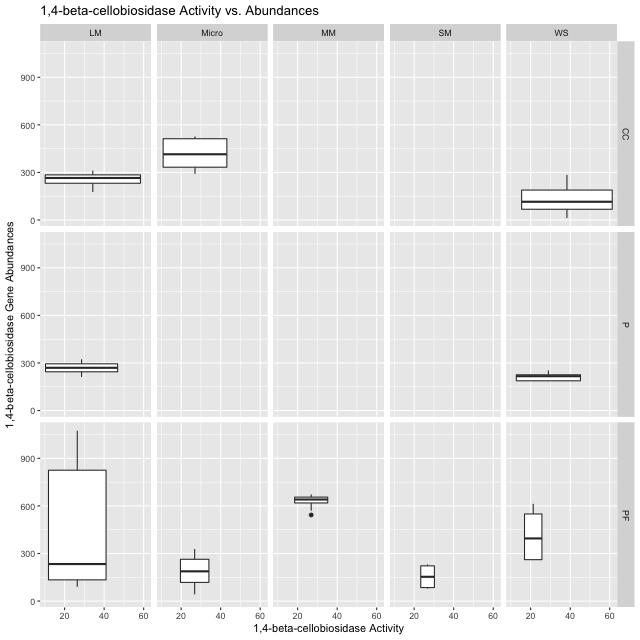 1,4-beta-cellobiosidase Activity vs. Abundances
LM Micro MM SM WS
900
600
300
0
CC
900
600
300
0
P
900
600
300
0
PF
1,4-beta-cellobiosidase Gene Abundances
20 40 60 20 40 60 20 40 60 20 40 60 20 40 60
1,4-beta-cellobiosidase Activity